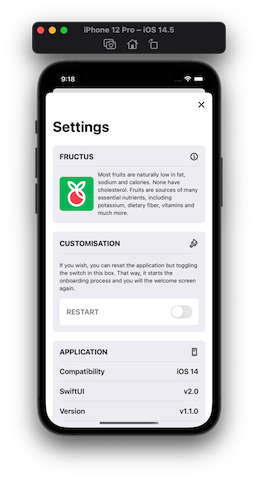 iPhone 12 Pro – iOS 14.5
9:18
Settings
FRUCTUS
Most fruits are naturally low in fat,
sodium and calories. None have
cholesterol. Fruits are sources of many
essential nutrients, including
potassium, dietary fiber, vitamins and
much more.
CUSTOMISATION
If you wish, you can reset the application but toggling
the switch in this box. That way, it starts the
onboarding process and you will the welcome screen
again.
RESTART
APPLICATION
Compatibility iOS 14
SwiftUI v2.0
Version v1.1.0